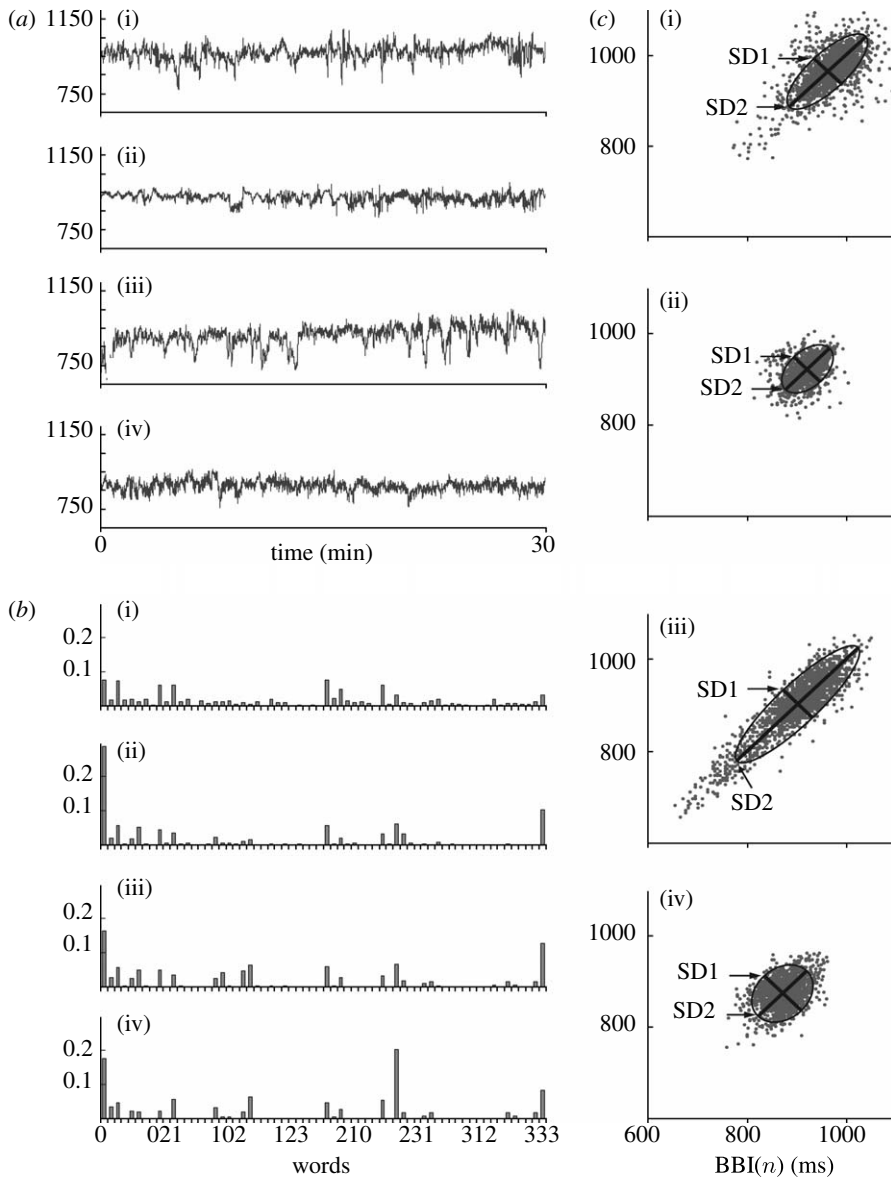 (a)
(i)
1150
750
(ii)
1150
750
(iii)
1150
750
(iv)
1150
750
0
30
time (min)
(b)
(i)
0.2
0.1
(ii)
0.2
0.1
(iii)
0.2
0.1
(iv)
0.2
0.1
0 021 102 123 210 231 312 333
words
(c)
(i)
1000
800
SD1
SD2
(ii)
1000
800
SD1
SD2
(iii)
1000
800
SD1
SD2
(iv)
1000
800
SD1
SD2
600 800 1000
BBI(n) (ms)